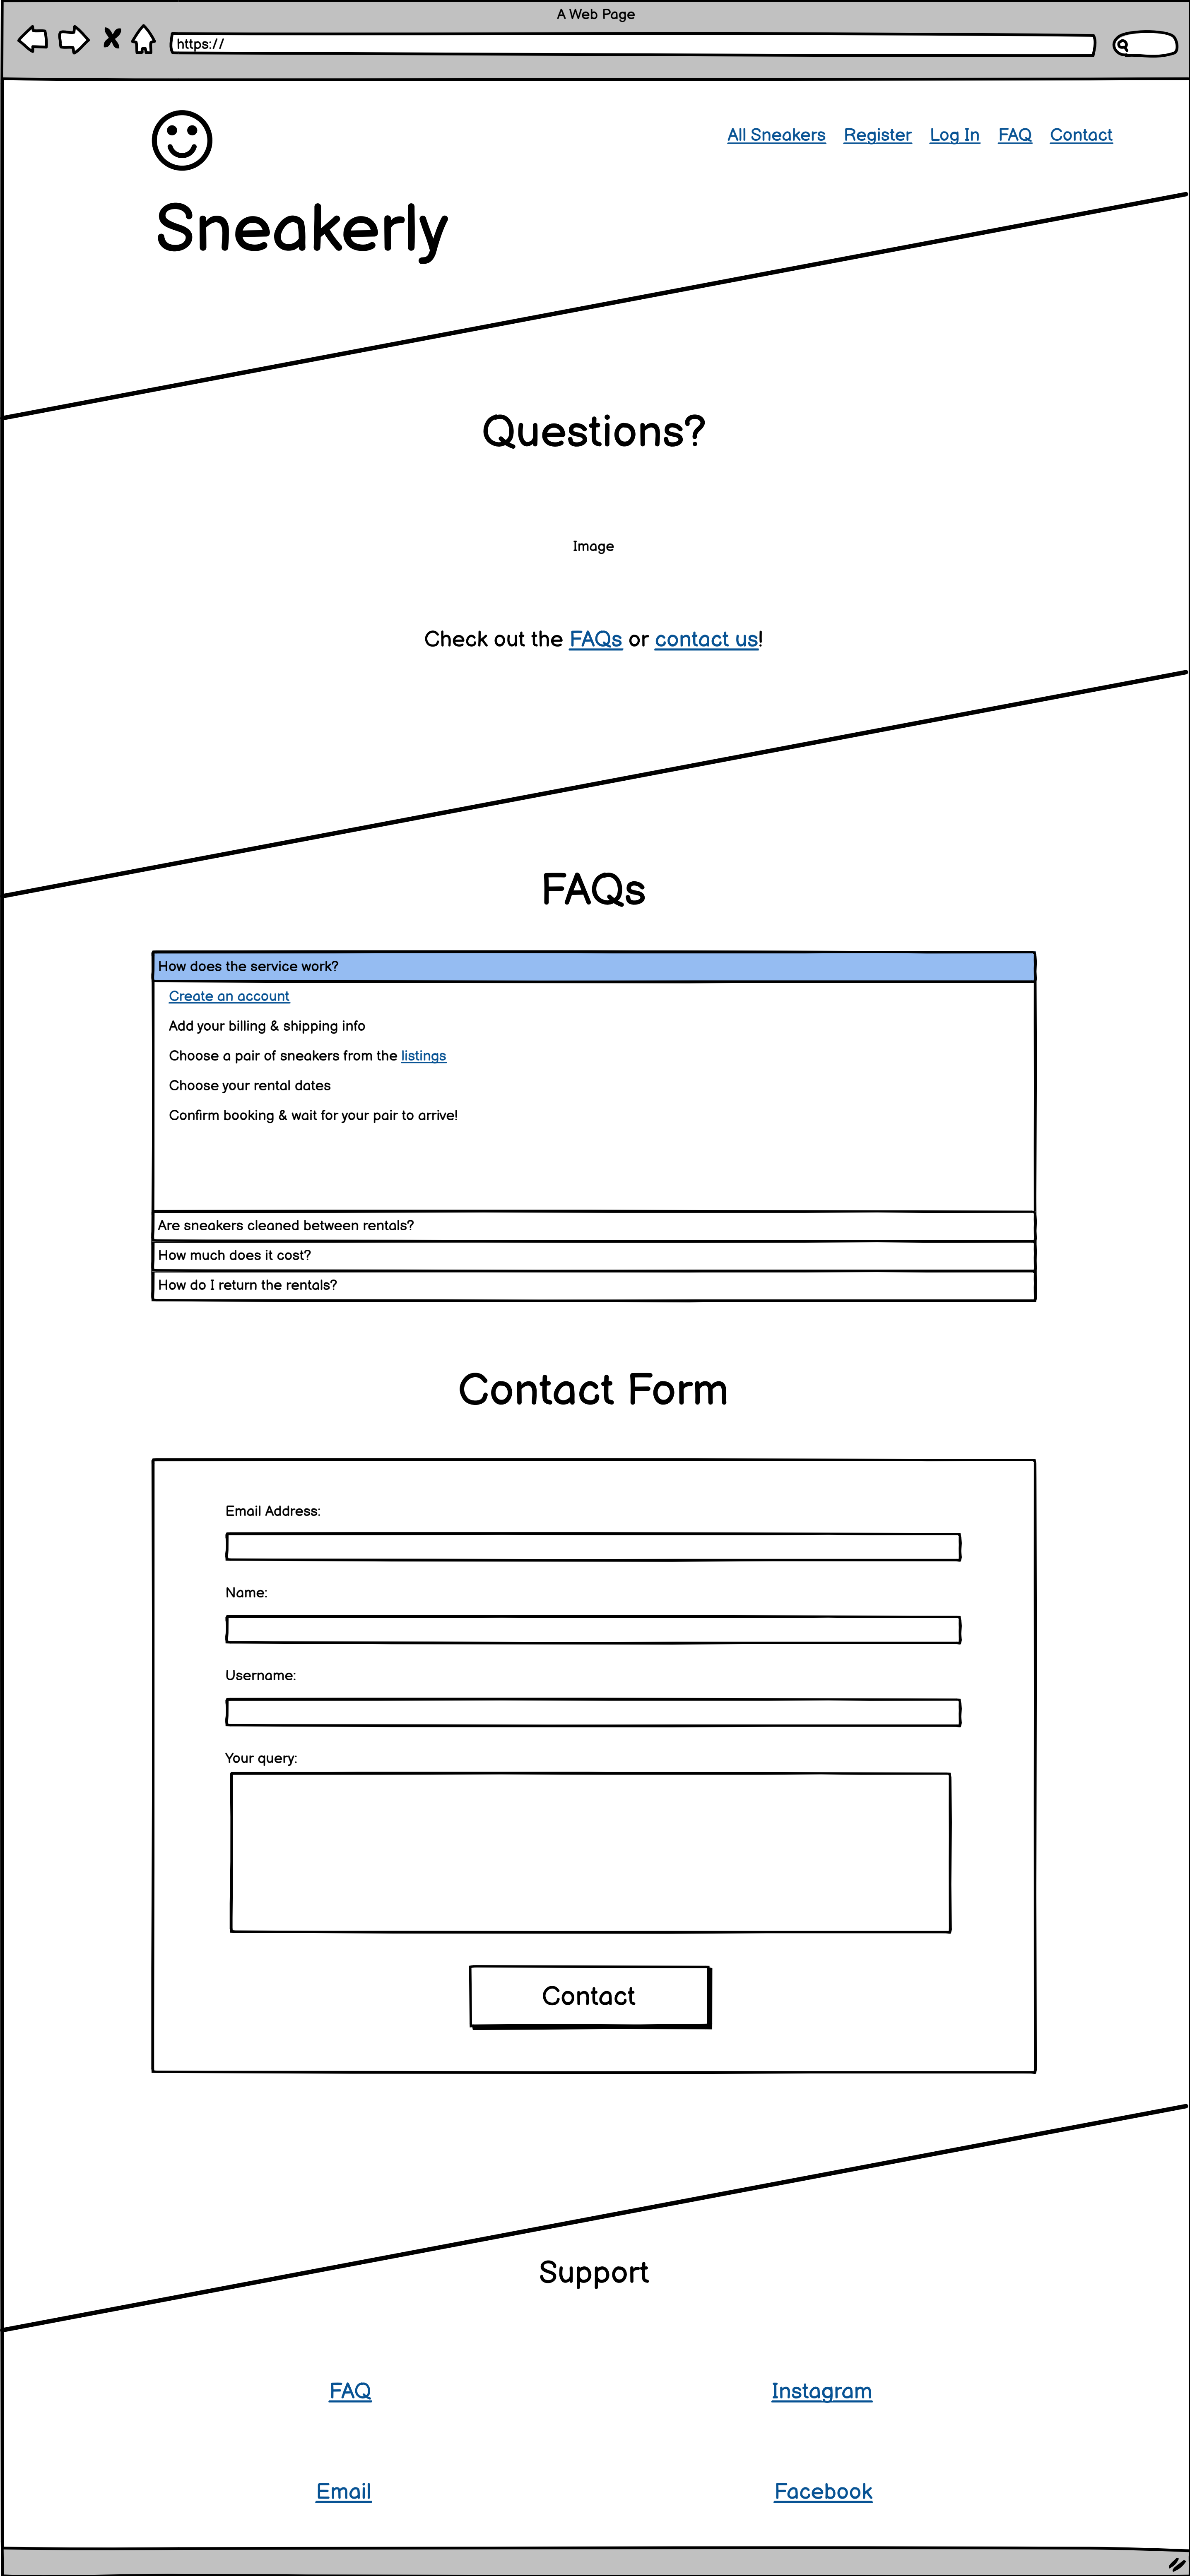 A Web Page
https://
All Sneakers Register Log In FAQ Contact
Sneakerly
Questions?
Image
Check out the FAQs or contact us!
FAQs
How does the service work?
Create an account
Add your billing & shipping info
Choose a pair of sneakers from the listings
Choose your rental dates
Confirm booking & wait for your pair to arrive!
Are sneakers cleaned between rentals?
How much does it cost?
How do I return the rentals?
Contact Form
Email Address:
Name:
Username:
Your query:
Contact
Support
FAQ Instagram
Email Facebook